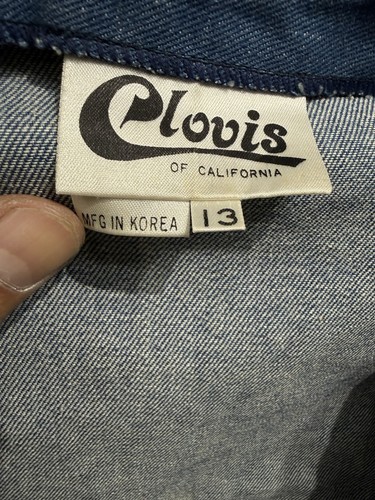 Clovis
OF CALIFORNIA
MFG IN KOREA 13